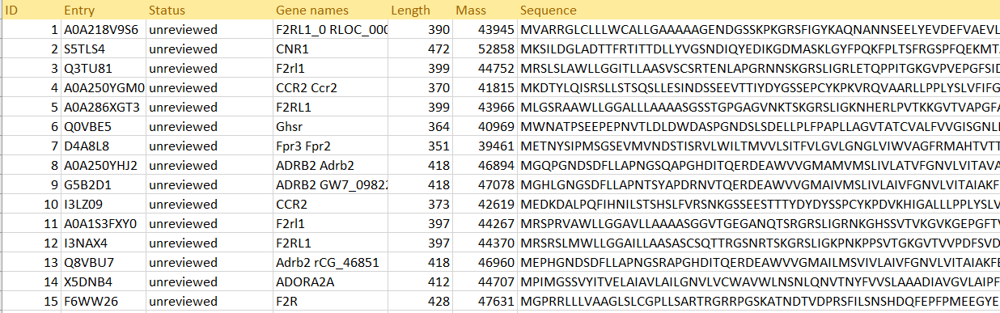 ID Entry Status Gene names Length Mass Sequence
1 A0A218V9S6 unreviewed F2RL1_0 RLOC_000 390 43945 MVARRGLCLLLWCALLGAAAAAGENDGSSKPKGRSFIGYKAQNANNSEELYEVDEFVAEVL
2 S5TLS4 unreviewed CNR1 472 52858 MKSILDGLADTTFRTITTDLLYVGSNDIQYEDIKGDMASKLGYFPQKFPLTSFRGSPFQEKMT
3 Q3TU81 unreviewed F2rl1 399 44752 MRSLSLAWLLGGITLLAASVSCSRTENLAPGRNNSKGRSLIGRLETQPPITGKGVPVEPGFSID
4 A0A250YGM0 unreviewed CCR2 Ccr2 370 41815 MKDTYLQISRSLLSTSQSLLESINDSSEEVTTIYDYGSSEPCYKPKVRQVAARLLPPLYSLVFIFG
5 A0A286XGT3 unreviewed F2RL1 399 43966 MLGSRAAWLLGGALLLAAAASGSSTGPGAGVNKTSKGRSLIGKNHERLPVTKKGVTVAPGFA
6 Q0VBE5 unreviewed Ghsr 364 40969 MWNATPSEEPEPNVTLDLDWDASPGNDSLSDELLPLFPAPLLAGVTATCVALFVVGISGNL
7 D4A8L8 unreviewed Fpr3 Fpr2 351 39461 METNYSIPMSGSEVMVNDSTISRVLWILTMVVLSITFVLGVLGNGLVIWVAGFRMAHTVTT
8 A0A250YHJ2 unreviewed ADRB2 Adrb2 418 46894 MGQPGNDSDFLLAPNGSQAPGHDITQERDEAWVVGMAMVMSLIVLATVFGNVLVITAVA
9 G5B2D1 unreviewed ADRB2 GW7_09822 418 47078 MGHLGNGSDFLLAPNTSYAPDRNVTQERDEAWVVGMAIVMSLIVLAIVFGNVLVITAIAKF
10 I3LZ09 unreviewed CCR2 373 42619 MEDKDALPQFIHNILSTSHSLFVRSNKGSSEESTTTYDYDYSSPCYKPDVKHIGALLLPPLYSLV
11 A0A1S3FXY0 unreviewed F2rl1 397 44267 MRSPRVAWLLGGAVLLAAAASGGVTGEGANQTSRGRSLIGRNKGHSSVTVKGVKGEPGFTV
12 I3NAX4 unreviewed F2RL1 397 44370 MRSRSLMWLLGGAILLAASASCSQTTRGSNRTSKGRSLIGKPNKPPSVTGKGVTVVPDFSVD
13 Q8VBU7 unreviewed Adrb2 rCG_46851 418 46960 MEPHGNDSDFLLAPNGSRAPGHDITQERDEAWVVGMAILMSVIVLAIVFGNVLVITAIAKFE
14 X5DNB4 unreviewed ADORA2A 412 44707 MPIMGSSVYITVELAIAVLAILGNVLVCWAVWLNSNLQNVTNYFVVSLAAADIAVGVLAIPF
15 F6WW26 unreviewed F2R 428 47631 MGPRRLLLVAAGLSLCGPLLSARTRGRRPGSKATNDTVDPRSFILSNSHDQFEPFPMEEGYE